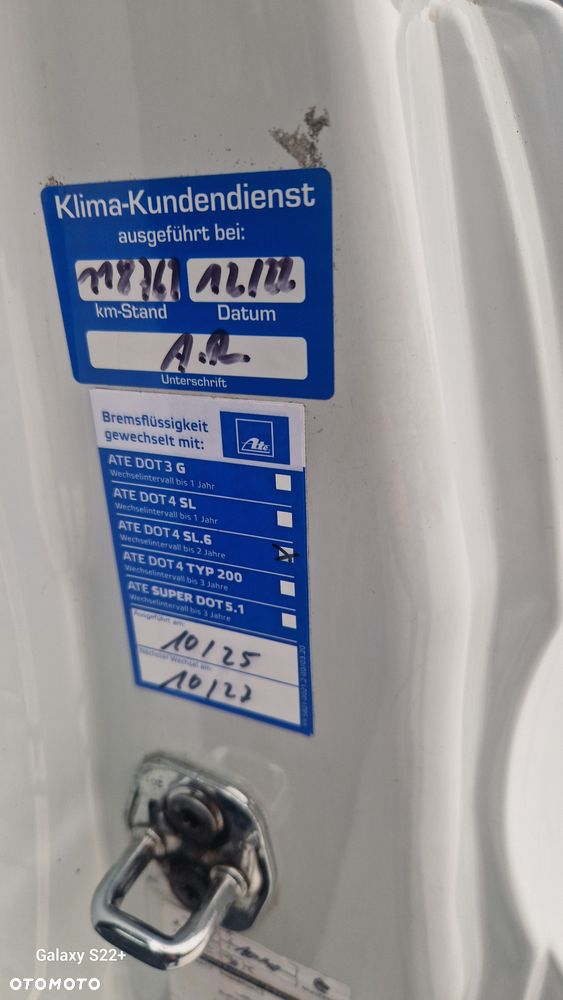 Klima-Kundendienst
ausgeführt bei:
118769 12/22
km-Stand Datum
A.R.
Unterschrift
Bremsflüssigkeit
gewechselt mit:
Ate
ATE DOT 3 G
Wechselintervall bis 1 Jahr
ATE DOT 4 SL
Wechselintervall bis 1 Jahr
ATE DOT 4 SL.6
Wechselintervall bis 2 Jahre
ATE DOT 4 TYP 200
Wechselintervall bis 3 Jahre
ATE SUPER DOT 5.1
Wechselintervall bis 3 Jahre
Ausgeführt am:
10/25
Nächster Wechsel am:
10/27
Galaxy S22+
OTOMOTO